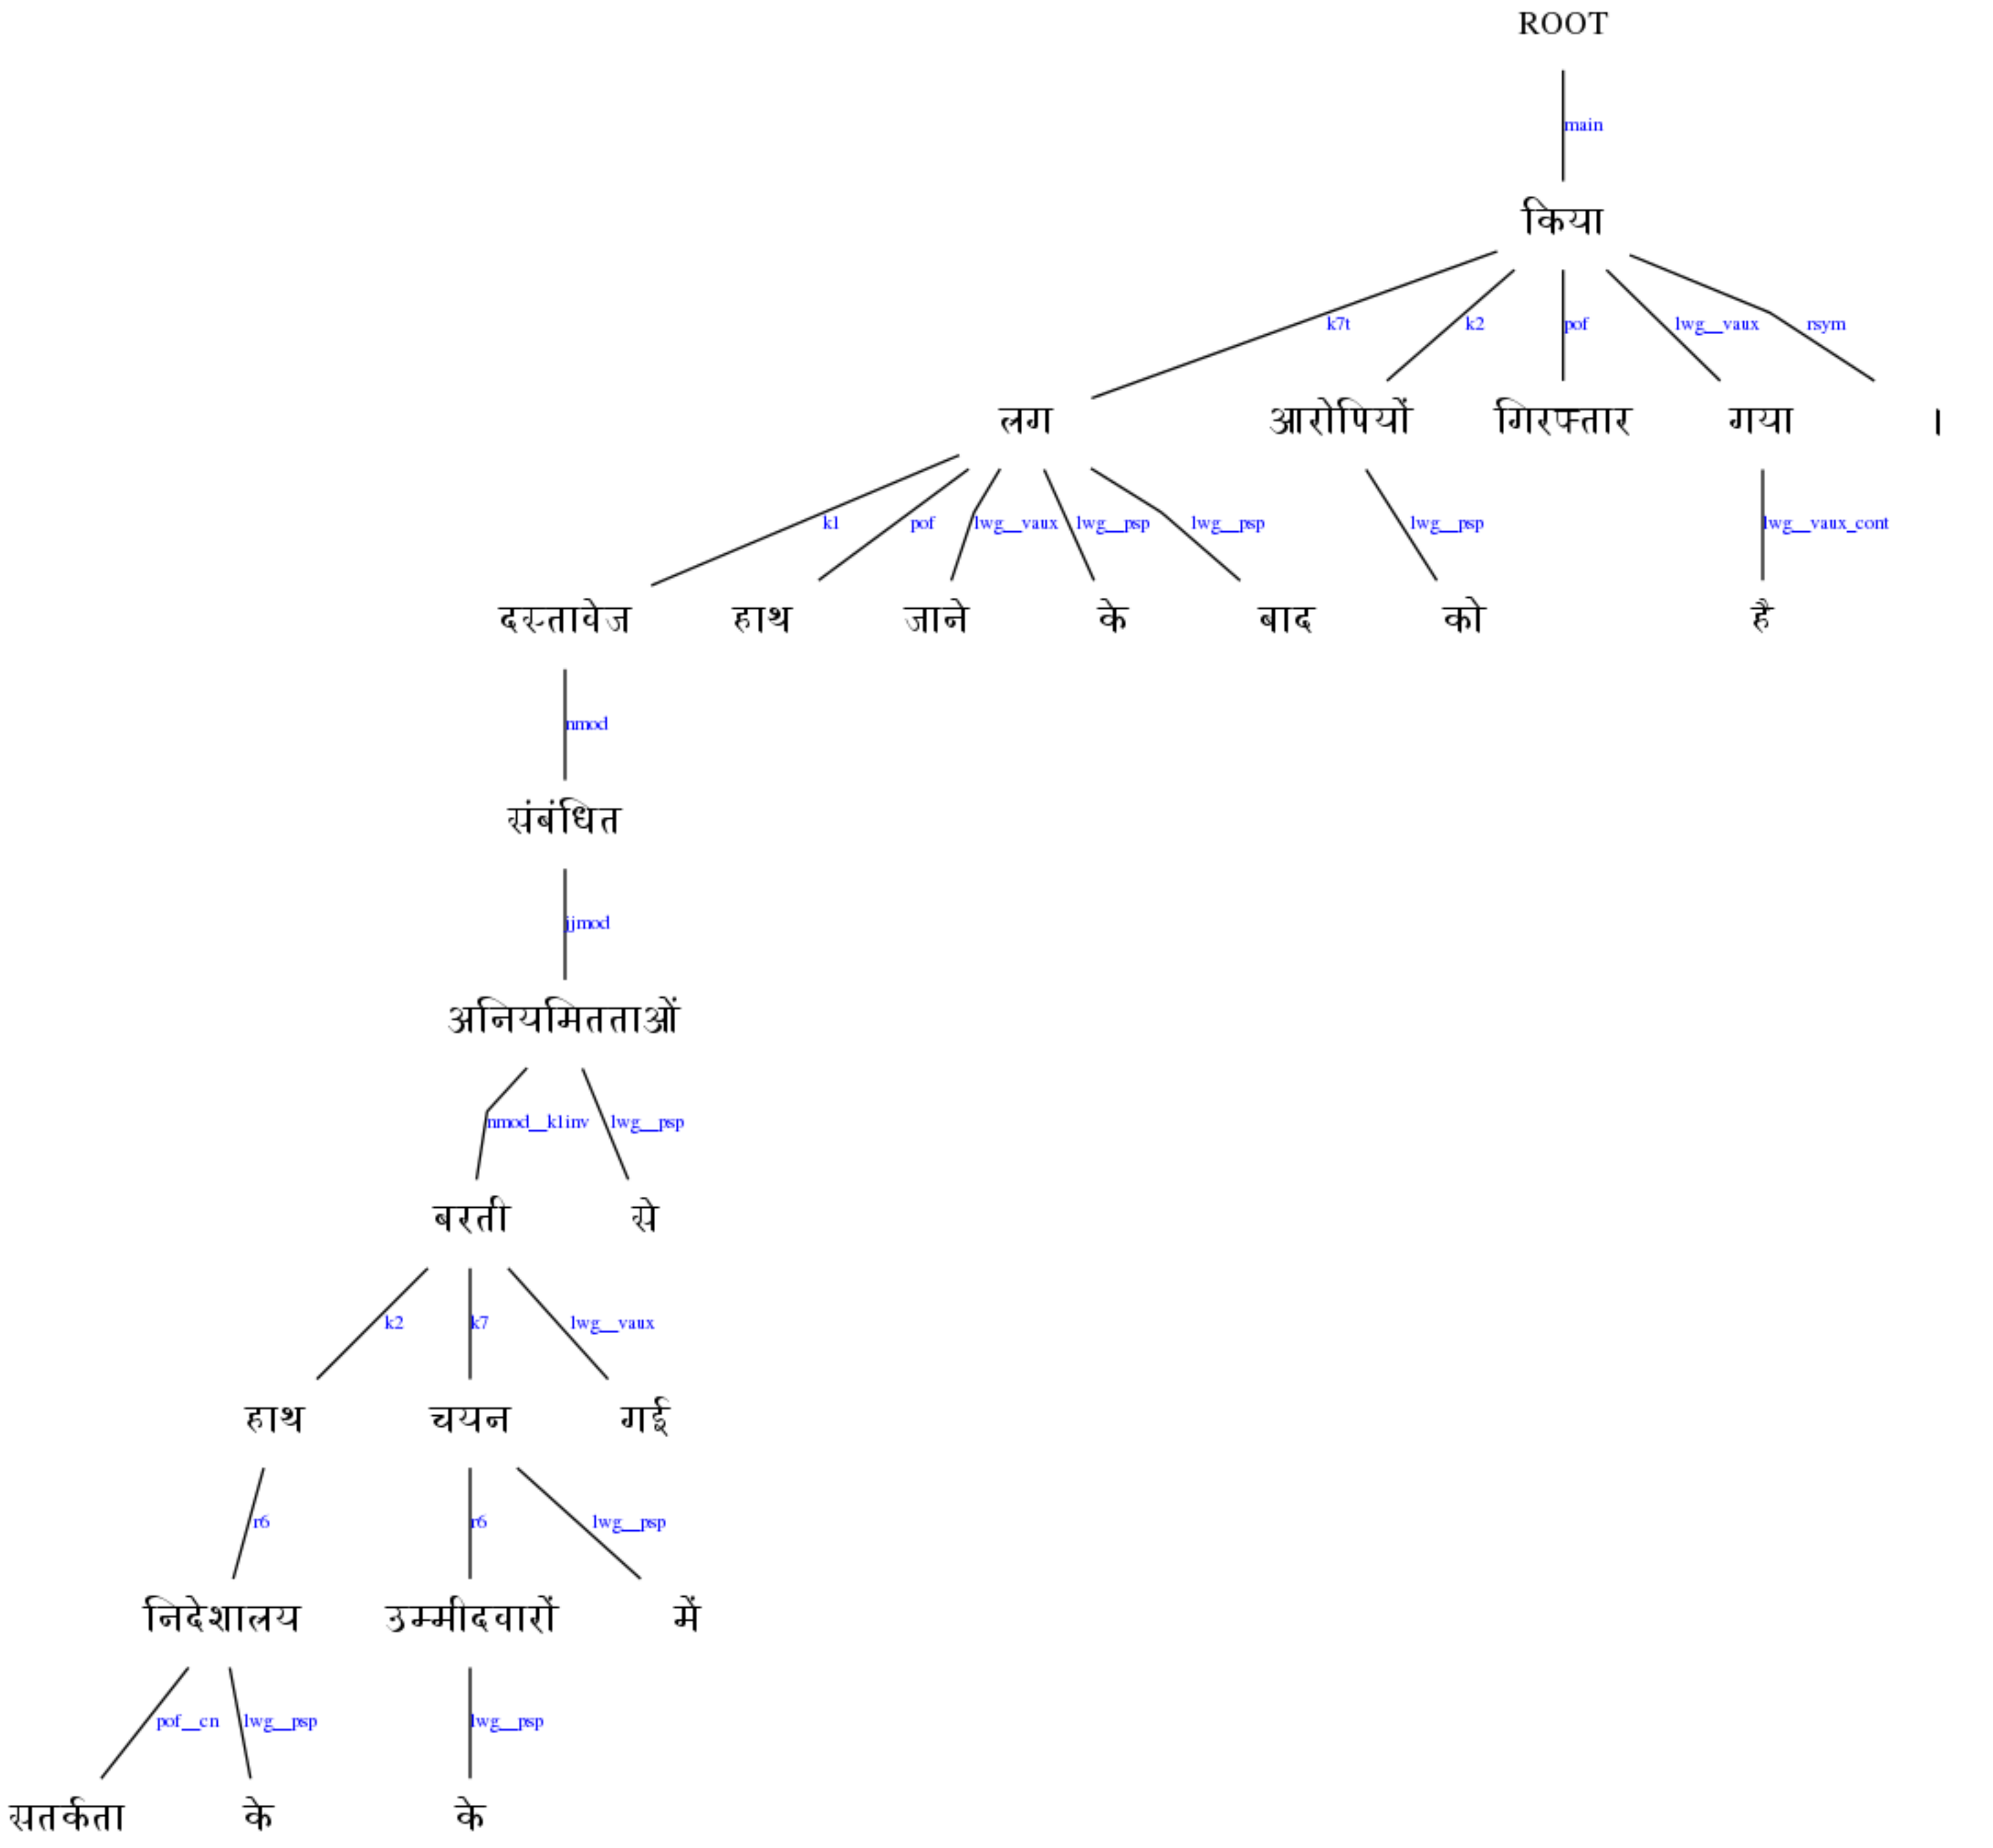 ROOT
main
किया
k7t k2 pof lwg__vaux rsym
लग आरोपियों गिरफ्तार गया ।
k1 pof lwg__vaux lwg__psp lwg__psp lwg__psp lwg__vaux_cont
दस्तावेज हाथ जाने के बाद को है
nmod
संबंधित
jjmod
अनियमितताओं
nmod__k1inv lwg__psp
बरती से
k2 k7 lwg__vaux
हाथ चयन गई
r6 r6 lwg__psp
निदेशालय उम्मीदवारों में
pof__cn lwg__psp lwg__psp
सतर्कता के के